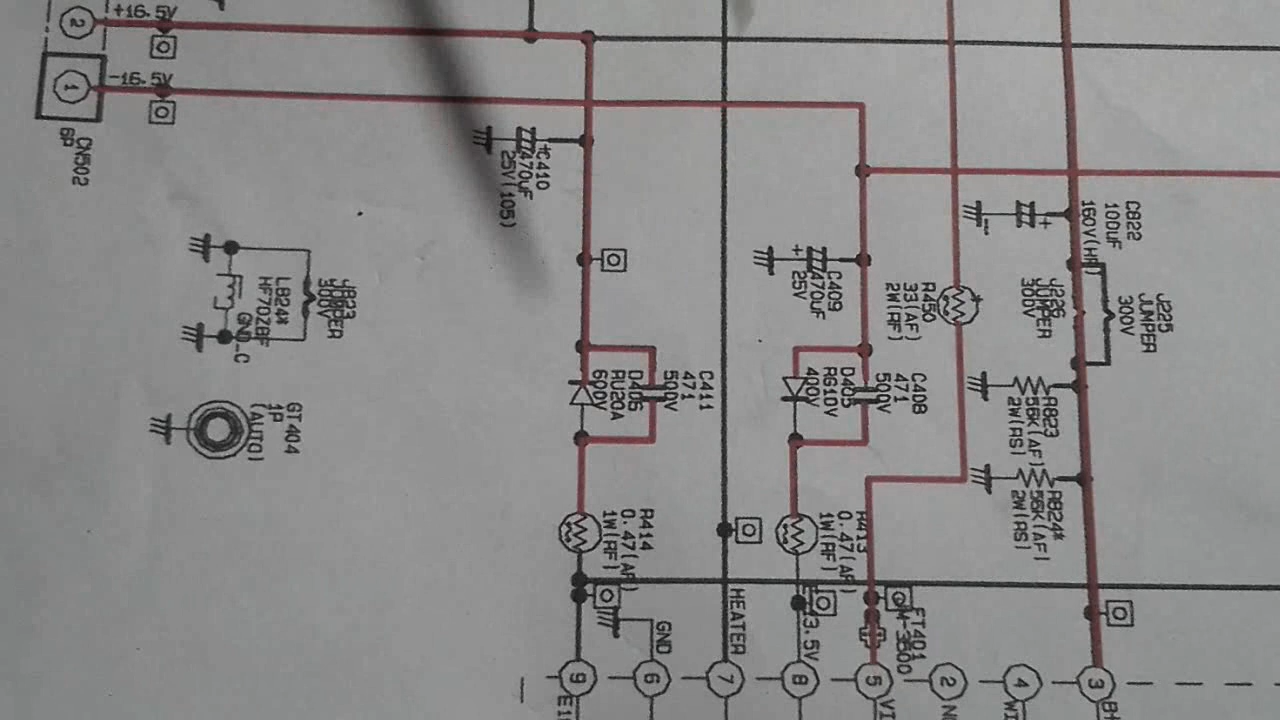 +16.5V
2
-16.5V
1
CN502
6P
C410
470uF
25V(105)
C822
100uF
160V(HR)
J225
JUMPER
300V
J226
JUMPER
300V
C409
470uF
25V
R450
33(AF)
2W(RF)
J823
JUMPER
300V
L824*
HF70ZBF
GND_C
GT404
1P
(AUTO)
C411
471
500V
D406
RU20A
600V
C408
471
500V
D405
RG10V
400V
R823
56K(AF)
2W(RS)
R824*
56K(AF)
2W(RS)
R414
0.47(AF)
1W(RF)
R413
0.47(AF)
1W(RF)
GND
HEATER
FT401
9
6
7
8
5
2
4
3